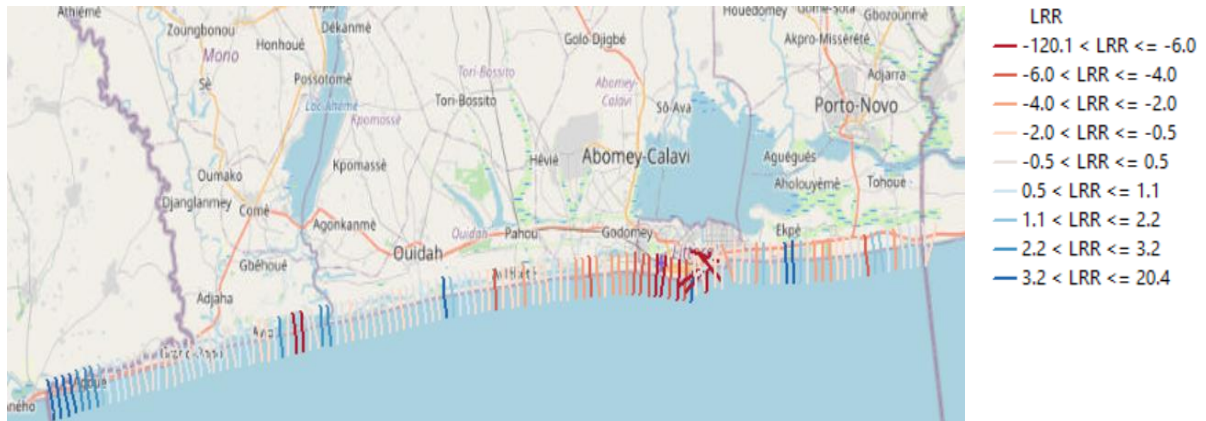 Athiémé
Zoungbonou
Mono
Honhoué
Dékanmè
Sè
Possotomè
Lac Ahémé
Kpomassè
Oumako
Djanglanmey
Comè
Kpomassè
Agonkanmè
Gbéhoué
Adjaha
Agoué
Golo-Djigbé
Tori-Bossito
Tori-Bossito
Abomey-
Calavi
Sô-Ava
Hévié
Abomey-Calavi
Ouidah
Ouidah
Pahou
Godomey
Houedomey
Gbozounmè
Akpro-Missérété
Adjarra
Porto-Novo
Aguégués
Aholouyèmè
Tohoue
Ekpè
LRR
-120.1 < LRR <= -6.0
-6.0 < LRR <= -4.0
-4.0 < LRR <= -2.0
-2.0 < LRR <= -0.5
-0.5 < LRR <= 0.5
0.5 < LRR <= 1.1
1.1 < LRR <= 2.2
2.2 < LRR <= 3.2
3.2 < LRR <= 20.4